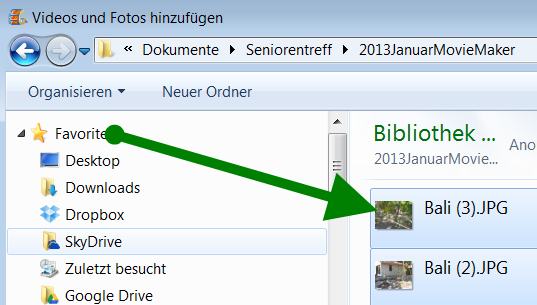 Videos und Fotos hinzufügen
« Dokumente ▸ Seniorentreff ▸ 2013JanuarMovieMaker
Organisieren ▾ Neuer Ordner
Favorite
Desktop
Downloads
Dropbox
SkyDrive
Zuletzt besucht
Google Drive
Bibliothek ...
Ano
2013JanuarMovie...
Bali (3).JPG
Bali (2).JPG